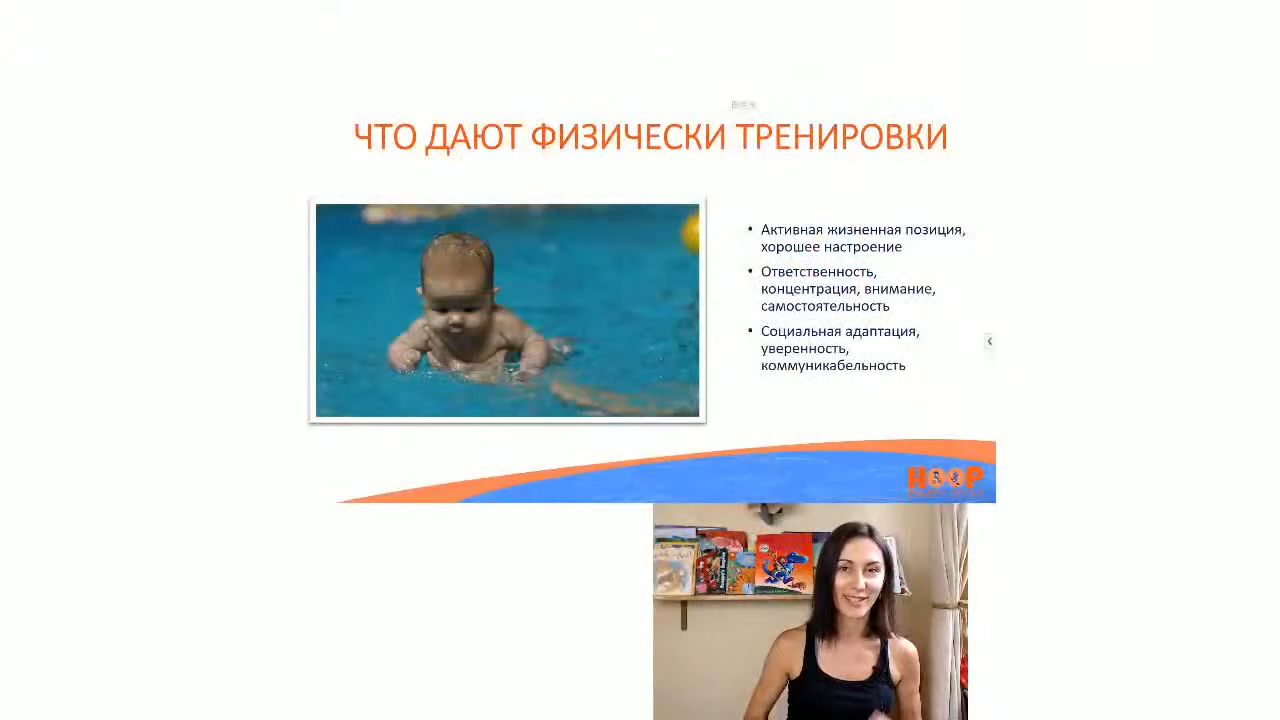 ЧТО ДАЮТ ФИЗИЧЕСКИ ТРЕНИРОВКИ
• Активная жизненная позиция,
хорошее настроение
• Ответственность,
концентрация, внимание,
самостоятельность
• Социальная адаптация,
уверенность,
коммуникабельность
HOOP